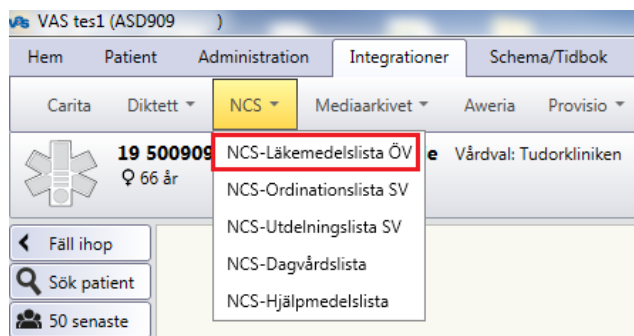 VAS tes1 (ASD909 )
Hem Patient Administration Integrationer Schema/Tidbok
Carita Diktett NCS Mediaarkivet Aweria Provisio
19 500909 e Vårdval: Tudorkliniken
♀ 66 år
NCS-Läkemedelslista ÖV
NCS-Ordinationslista SV
NCS-Utdelningslista SV
NCS-Dagvårdslista
NCS-Hjälpmedelslista
Fäll ihop
Sök patient
50 senaste